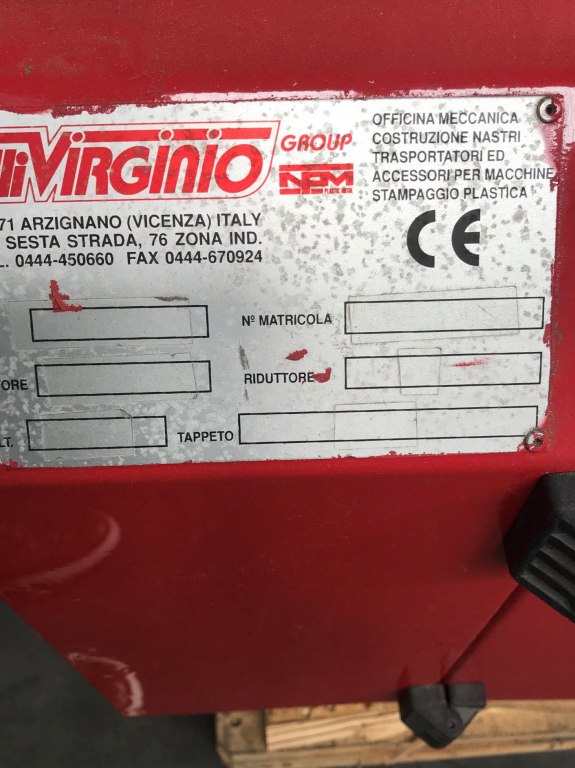 VIRGINIO
GROUP
NPM
OFFICINA MECCANICA
COSTRUZIONE NASTRI
TRASPORTATORI ED
ACCESSORI PER MACCHINE
STAMPAGGIO PLASTICA
71 ARZIGNANO (VICENZA) ITALY
SESTA STRADA, 76 ZONA IND.
L. 0444-450660 FAX 0444-670924
CE
Nº MATRICOLA
ORE
RIDUTTORE
LT.
TAPPETO